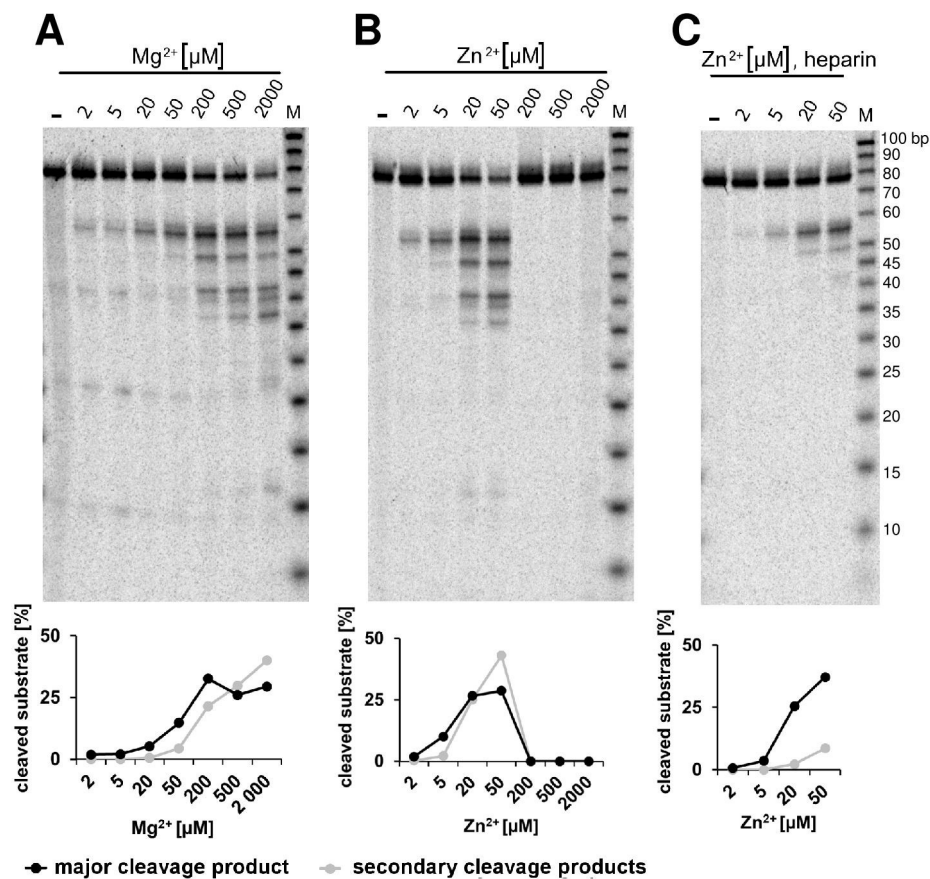 A B C
Mg²⁺[µM] Zn²⁺[µM] Zn²⁺[µM] , heparin
– 2 5 20 50 200 500 2000 M – 2 5 20 50 200 500 2000 M – 2 5 20 50 M
100 bp
90
80
70
60
50
45
40
35
30
25
20
15
10
cleaved substrate [%]
50
25
0
2 5 20 50 200 500 2 000
Mg²⁺[µM]
cleaved substrate [%]
50
25
0
2 5 20 50 200 500 2000
Zn²⁺[µM]
cleaved substrate [%]
50
25
0
2 5 20 50
Zn²⁺[µM]
major cleavage product secondary cleavage products